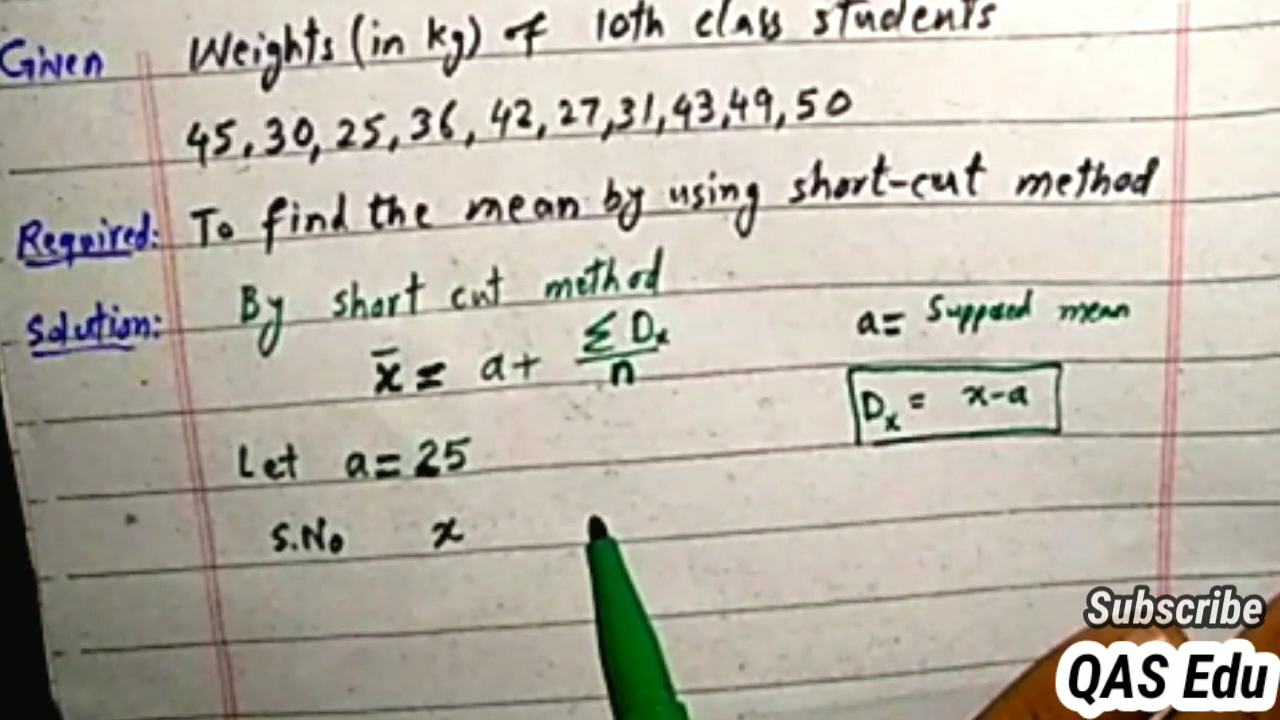 Given Weights (in kg) of 10th class students
45, 30, 25, 36, 42, 27, 31, 43, 49, 50
Required: To find the mean by using short-cut method
Solution: By short cut method
x̄ = a + ΣDₓ/n
a = Supposed mean
Dₓ = x-a
Let a = 25
S.No x
Subscribe
QAS Edu